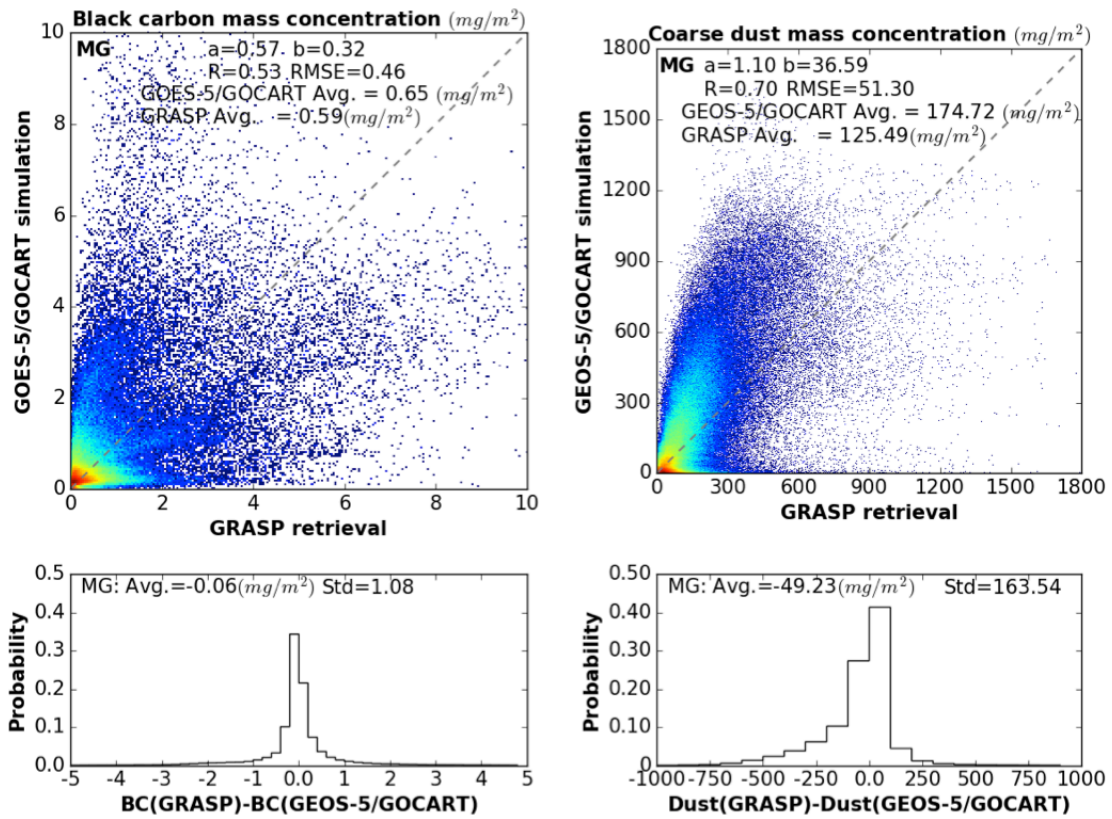 Black carbon mass concentration (mg/m²)
MG a=0.57 b=0.32
R=0.53 RMSE=0.46
GOES-5/GOCART Avg. = 0.65 (mg/m²)
GRASP Avg. = 0.59(mg/m²)
GOES-5/GOCART simulation
10
8
6
4
2
0
0 2 4 6 8 10
GRASP retrieval
Coarse dust mass concentration (mg/m²)
MG a=1.10 b=36.59
R=0.70 RMSE=51.30
GEOS-5/GOCART Avg. = 174.72 (mg/m²)
GRASP Avg. = 125.49(mg/m²)
GEOS-5/GOCART simulation
1800
1500
1200
900
600
300
0
0 300 600 900 1200 1500 1800
GRASP retrieval
MG: Avg.=-0.06(mg/m²) Std=1.08
Probability
0.5
0.4
0.3
0.2
0.1
0.0
-5 -4 -3 -2 -1 0.0 1 2 3 4 5
BC(GRASP)-BC(GEOS-5/GOCART)
MG: Avg.=-49.23(mg/m²) Std=163.54
Probability
0.50
0.40
0.30
0.20
0.10
0.00
-1000 -750 -500 -250 0.0 250 500 750 1000
Dust(GRASP)-Dust(GEOS-5/GOCART)